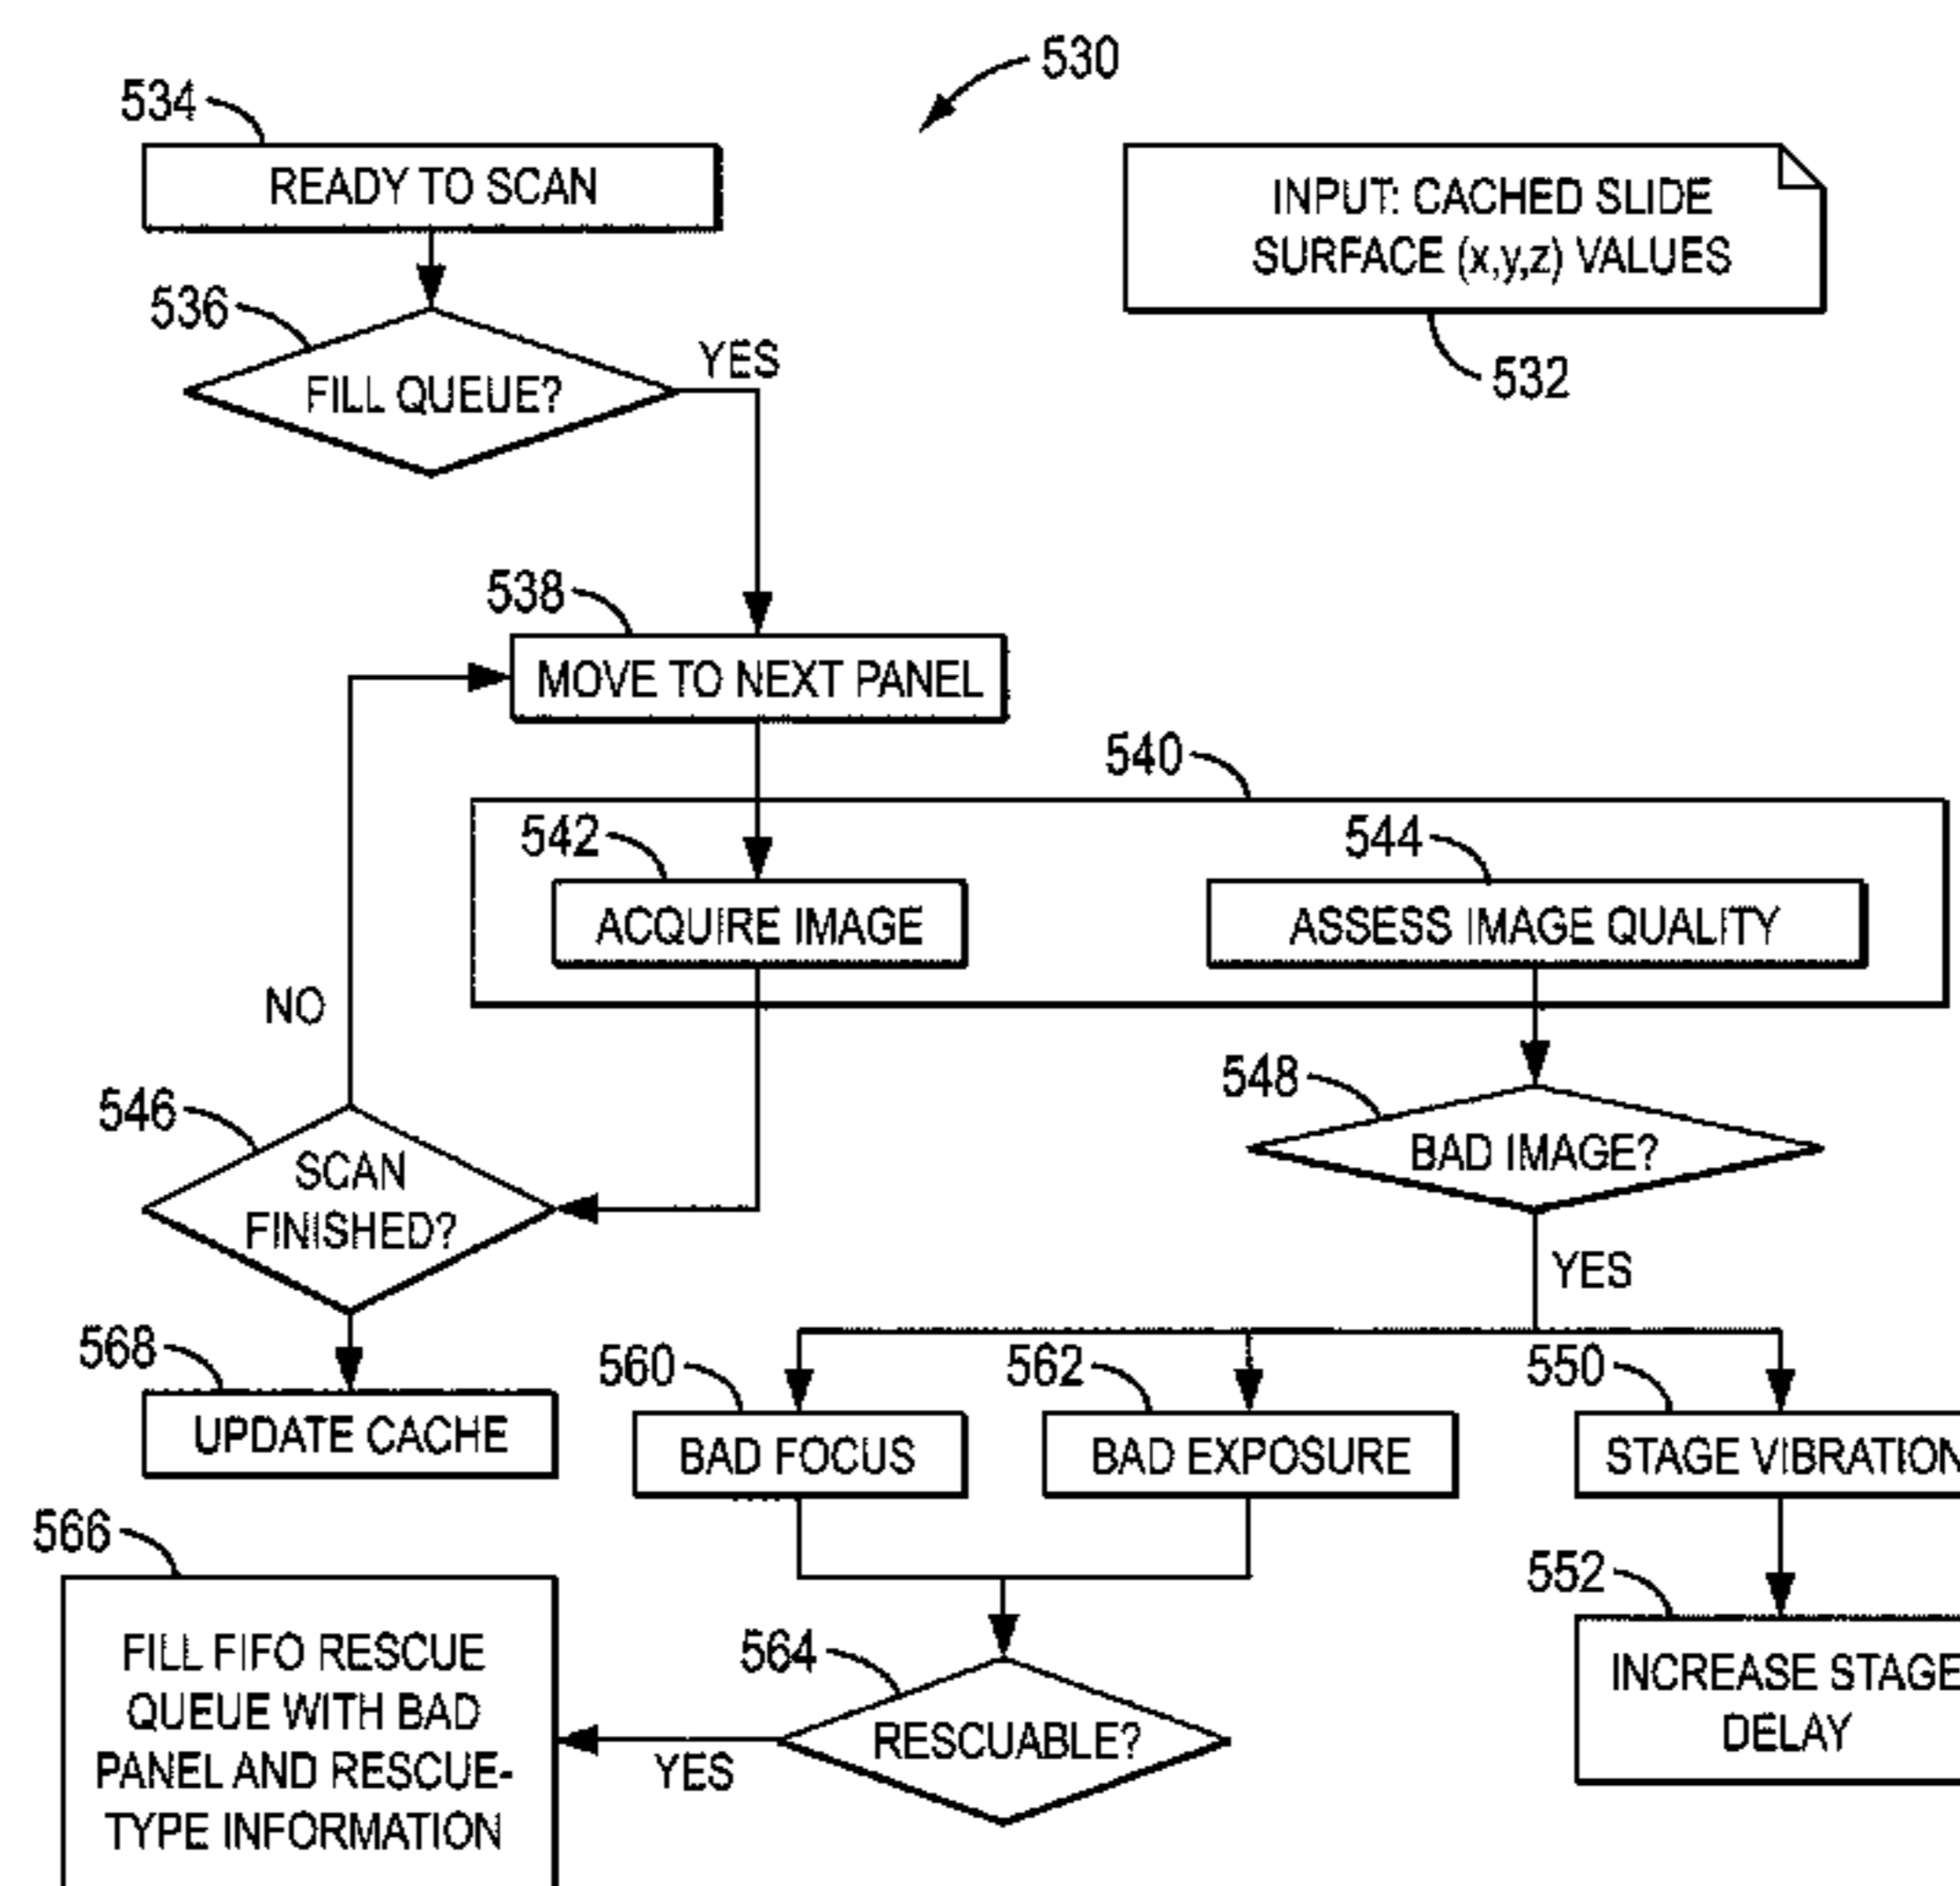 530
534
READY TO SCAN
INPUT: CACHED SLIDE
SURFACE (x,y,z) VALUES
532
536
FILL QUEUE?
YES
538
MOVE TO NEXT PANEL
540
542
ACQUIRE IMAGE
544
ASSESS IMAGE QUALITY
NO
546
SCAN
FINISHED?
548
BAD IMAGE?
YES
568
UPDATE CACHE
560
BAD FOCUS
562
BAD EXPOSURE
550
STAGE VIBRATION
552
INCREASE STAGE
DELAY
564
RESCUABLE?
YES
566
FILL FIFO RESCUE
QUEUE WITH BAD
PANEL AND RESCUE-
TYPE INFORMATION